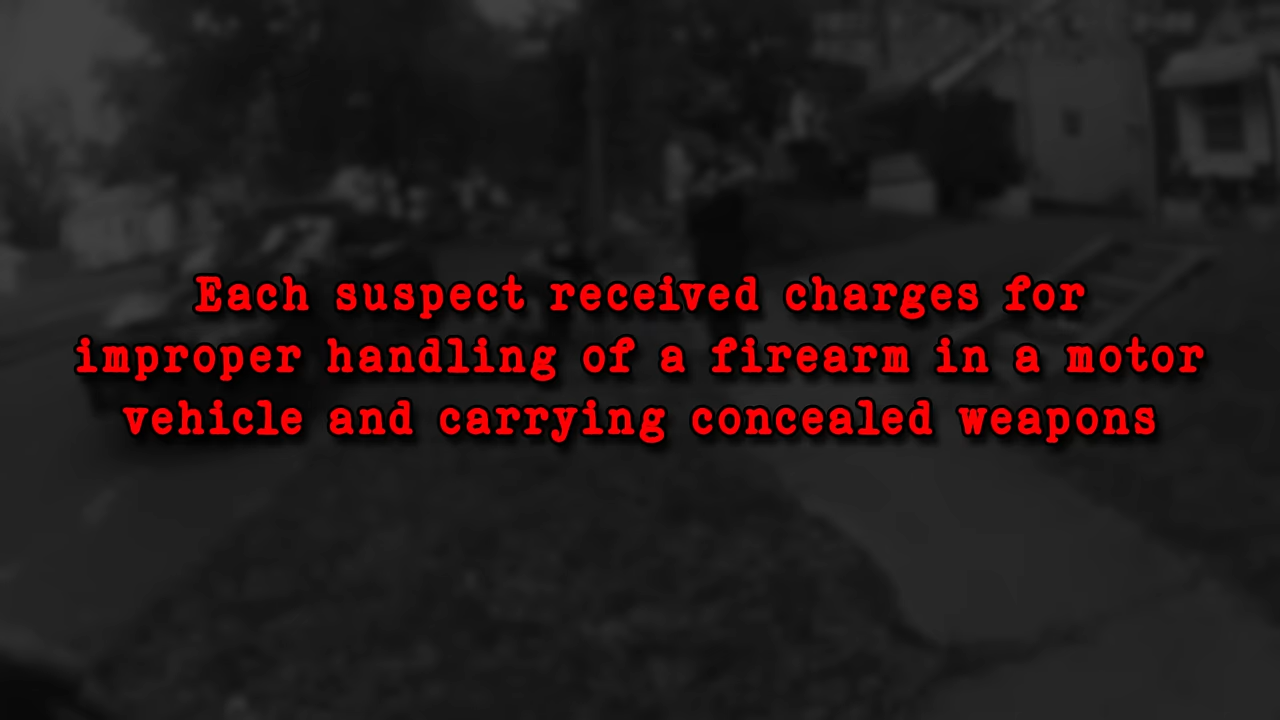 Each suspect received charges for
improper handling of a firearm in a motor
vehicle and carrying concealed weapons